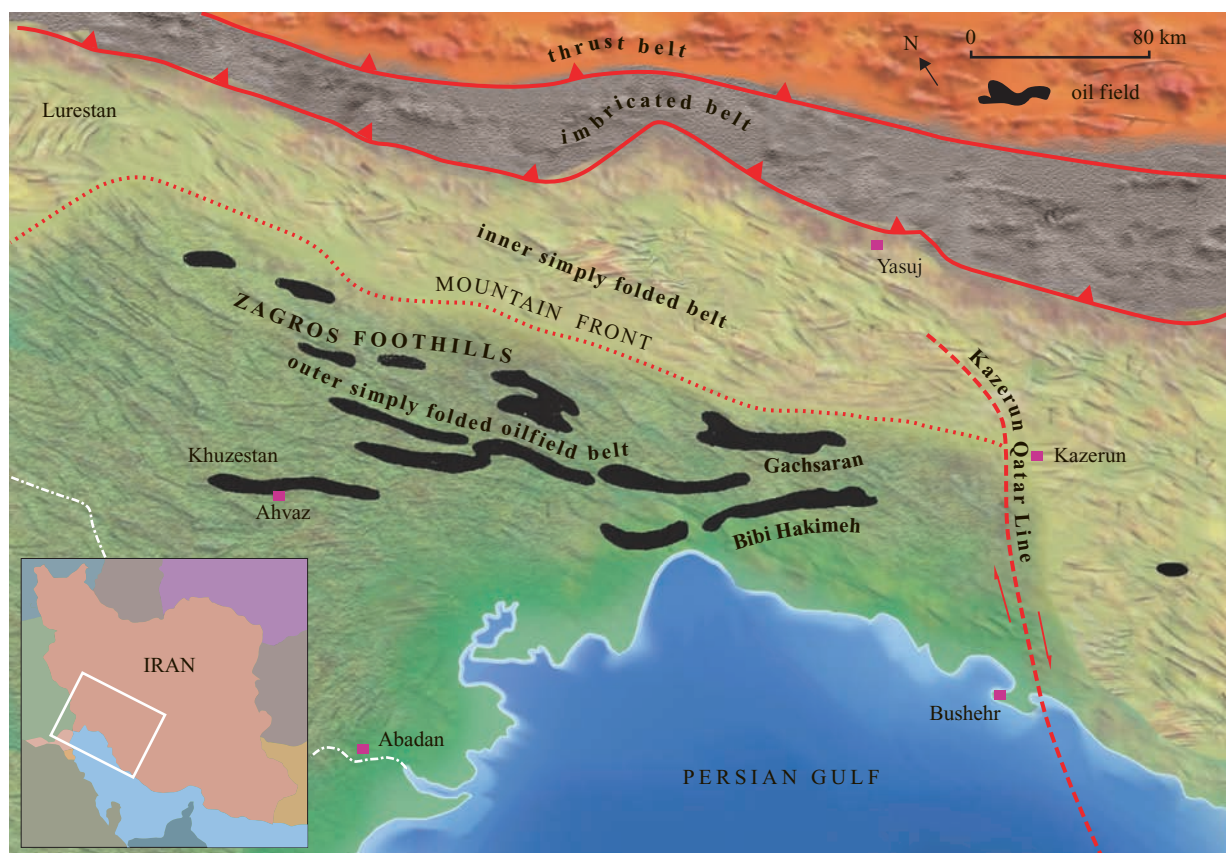 thrust belt
N
0 80 km
oil field
Lurestan
imbricated belt
inner simply folded belt
Yasuj
MOUNTAIN FRONT
ZAGROS FOOTHILLS
outer simply folded oilfield belt
Kazerun Qatar Line
Khuzestan
Gachsaran
Kazerun
Ahvaz
Bibi Hakimeh
IRAN
Bushehr
Abadan
PERSIAN GULF